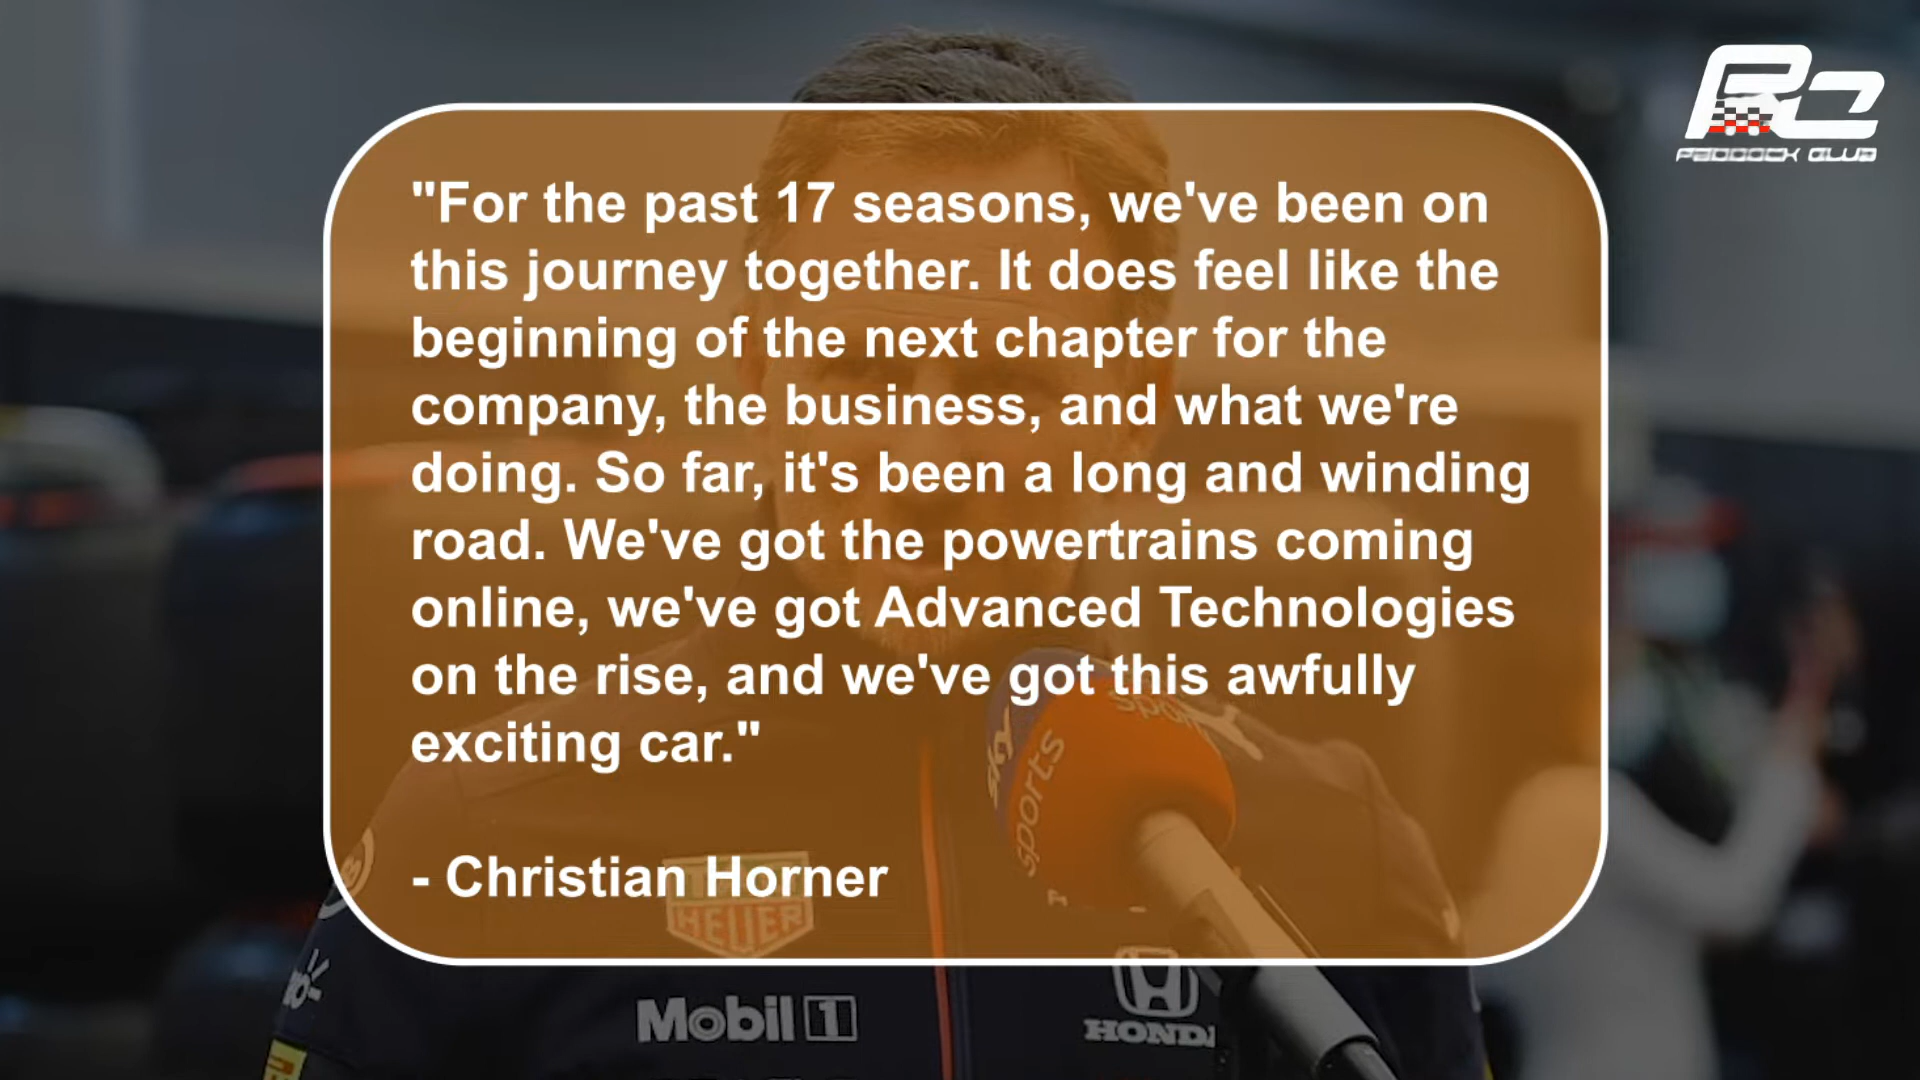 PADDOCK CLUB
"For the past 17 seasons, we've been on
this journey together. It does feel like the
beginning of the next chapter for the
company, the business, and what we're
doing. So far, it's been a long and winding
road. We've got the powertrains coming
online, we've got Advanced Technologies
on the rise, and we've got this awfully
exciting car."
- Christian Horner
sky sports
sports
HEUER
Mobil 1
HONDA